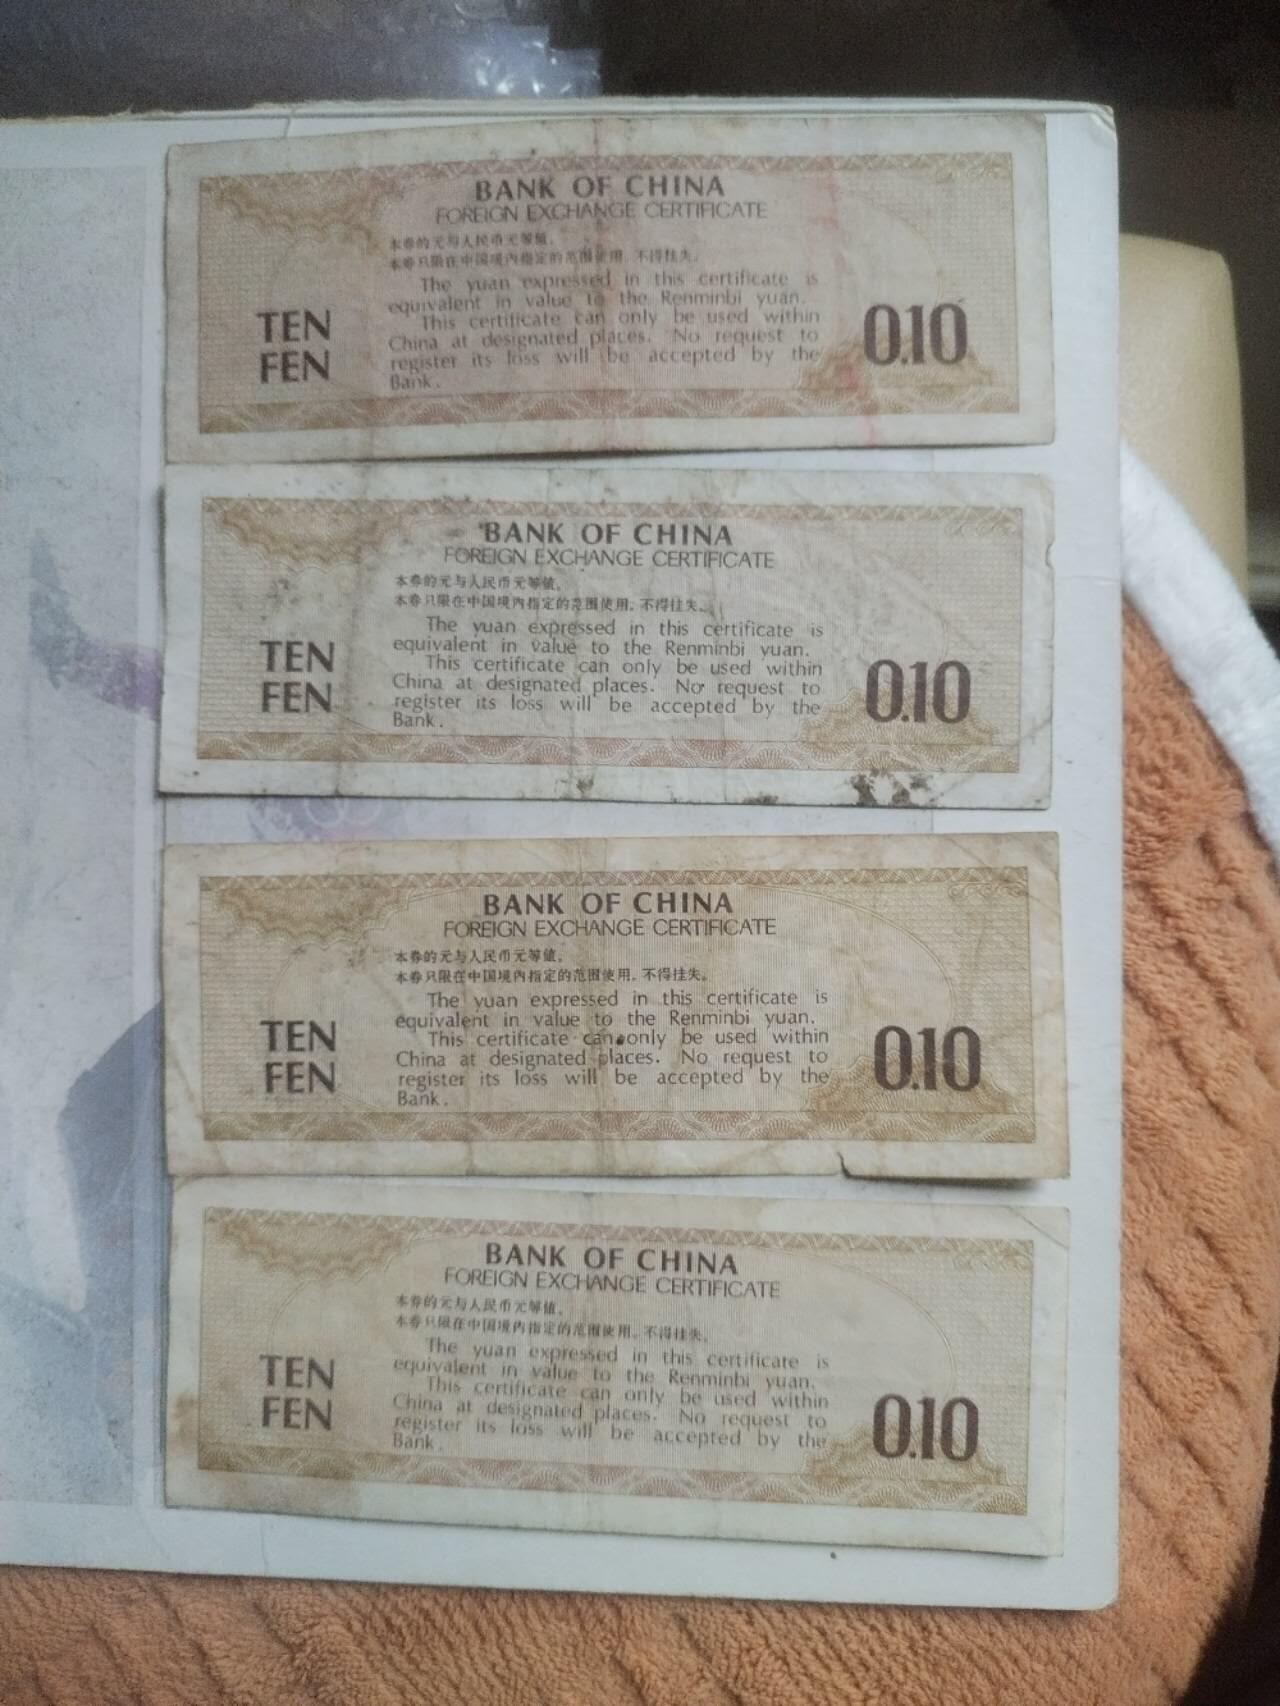 BANK OF CHINA
FOREIGN EXCHANGE CERTIFICATE
本券的元与人民币元等值。
本券只限在中国境内指定的范围使用，不得挂失。
The yuan expressed in this certificate is
equivalent in value to the Renminbi yuan.
This certificate can only be used within
China at designated places. No request to
register its loss will be accepted by the
Bank.
TEN
FEN
0.10
BANK OF CHINA
FOREIGN EXCHANGE CERTIFICATE
本券的元与人民币元等值。
本券只限在中国境内指定的范围使用，不得挂失。
The yuan expressed in this certificate is
equivalent in value to the Renminbi yuan.
This certificate can only be used within
China at designated places. No request to
register its loss will be accepted by the
Bank.
TEN
FEN
0.10
BANK OF CHINA
FOREIGN EXCHANGE CERTIFICATE
本券的元与人民币元等值。
本券只限在中国境内指定的范围使用，不得挂失。
The yuan expressed in this certificate is
equivalent in value to the Renminbi yuan.
This certificate can only be used within
China at designated places. No request to
register its loss will be accepted by the
Bank.
TEN
FEN
0.10
BANK OF CHINA
FOREIGN EXCHANGE CERTIFICATE
本券的元与人民币元等值。
本券只限在中国境内指定的范围使用，不得挂失。
The yuan expressed in this certificate is
equivalent in value to the Renminbi yuan.
This certificate can only be used within
China at designated places. No request to
register its loss will be accepted by the
Bank.
TEN
FEN
0.10